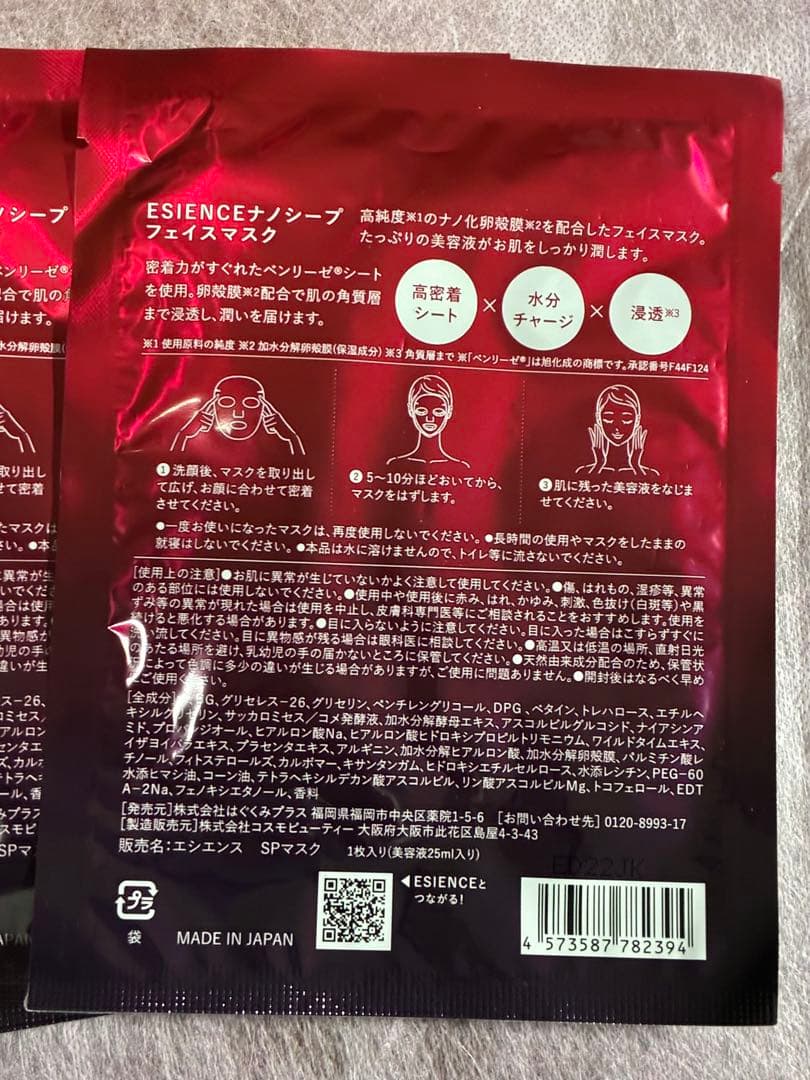 ESIENCEナノシープ
フェイスマスク
高純度※1のナノ化卵殻膜※2を配合したフェイスマスク。
たっぷりの美容液がお肌をしっかり潤します。
密着力がすぐれたベンリーゼ®シート
を使用。卵殻膜※2配合で肌の角質層
まで浸透し、潤いを届けます。
高密着
シート
×
水分
チャージ
×
浸透※3
※1 使用原料の純度 ※2 加水分解卵殻膜(保湿成分) ※3 角質層まで ※「ベンリーゼ®」は旭化成の商標です。承認番号F44F124
①洗顔後、マスクを取り出し
て広げ、お顔に合わせて密着
させてください。
②5~10分ほどおいてから、
マスクをはずします。
③肌に残った美容液をなじま
せてください。
●一度お使いになったマスクは、再度使用しないでください。●長時間の使用やマスクをしたままの
就寝はしないでください。●本品は水に溶けませんので、トイレ等に流さないでください。
[使用上の注意]●お肌に異常が生じていないかよく注意して使用してください。●傷、はれもの、湿疹等、異常
のある部位には使用しないでください。●使用中や使用後に赤み、はれ、かゆみ、刺激、色抜け(白斑等)や黒
ずみ等の異常が現れた場合は使用を中止し、皮膚科専門医等にご相談されることをおすすめします。使用を
続けると悪化する場合があります。●目に入らないように注意してください。目に入った場合はこすらずすぐに
洗い流してください。目に異物感が残る場合は眼科医に相談してください。●高温又は低温の場所、直射日光
のあたる場所を避け、乳幼児の手の届かないところに保管してください。●天然由来成分配合のため、保管状
によって色調に多少の違いが生じる場合がありますが、ご使用に問題ありません。●開封後はなるべく早め
ご使用ください。
[全成分] BG、グリセレス-26、グリセリン、ペンチレングリコール、DPG、ベタイン、トレハロース、エチルヘ
キシルグリセリン、サッカロミセス/コメ発酵液、加水分解酵母エキス、アスコルビルグルコシド、ナイアシンア
ミド、プロパンジオール、ヒアルロン酸Na、ヒアルロン酸ヒドロキシプロピルトリモニウム、ワイルドタイムエキス、
イザヨイバラエキス、プラセンタエキス、アルギニン、加水分解ヒアルロン酸、加水分解卵殻膜、パルミチン酸レ
チノール、フィトステロールズ、カルボマー、キサンタンガム、ヒドロキシエチルセルロース、水添レシチン、PEG-60
水添ヒマシ油、コーン油、テトラヘキシルデカン酸アスコルビル、リン酸アスコルビルMg、トコフェロール、EDT
A-2Na、フェノキシエタノール、香料
[発売元]株式会社はぐくみプラス 福岡県福岡市中央区薬院1-5-6 [お問い合わせ先] 0120-8993-17
[製造販売元]株式会社コスモビューティー 大阪府大阪市此花区島屋4-3-43
販売名:エシエンス SPマスク 1枚入り(美容液25ml入り)
ED22JK
プラ
袋
MADE IN JAPAN
◀ESIENCEと
つながる!
4 573587 782394